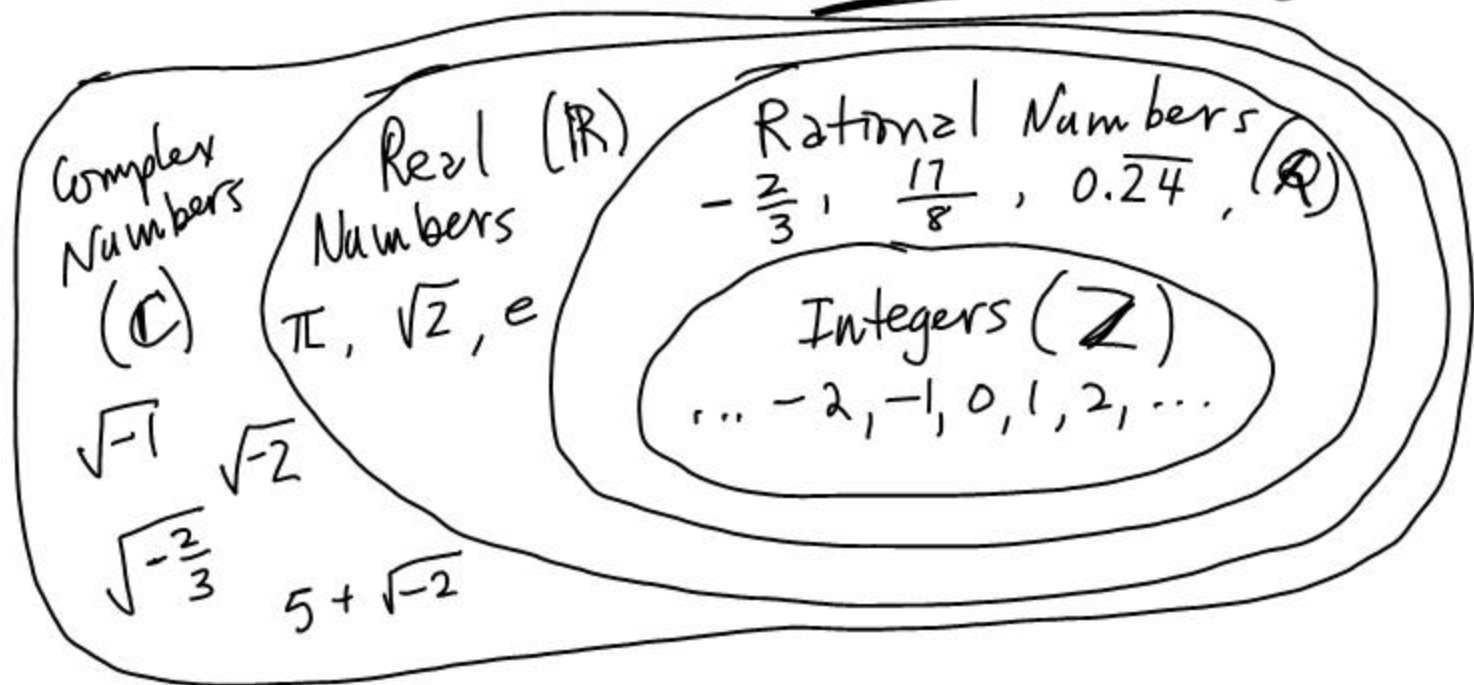 Complex
Numbers
(ℂ)
√-1 √-2
√-2/3
5 + √-2
Real (ℝ)
Numbers
π, √2, e
Rational Numbers
-2/3, 17/8, 0.2̅4̅, (ℚ)
Integers (ℤ)
... -2, -1, 0, 1, 2, ...